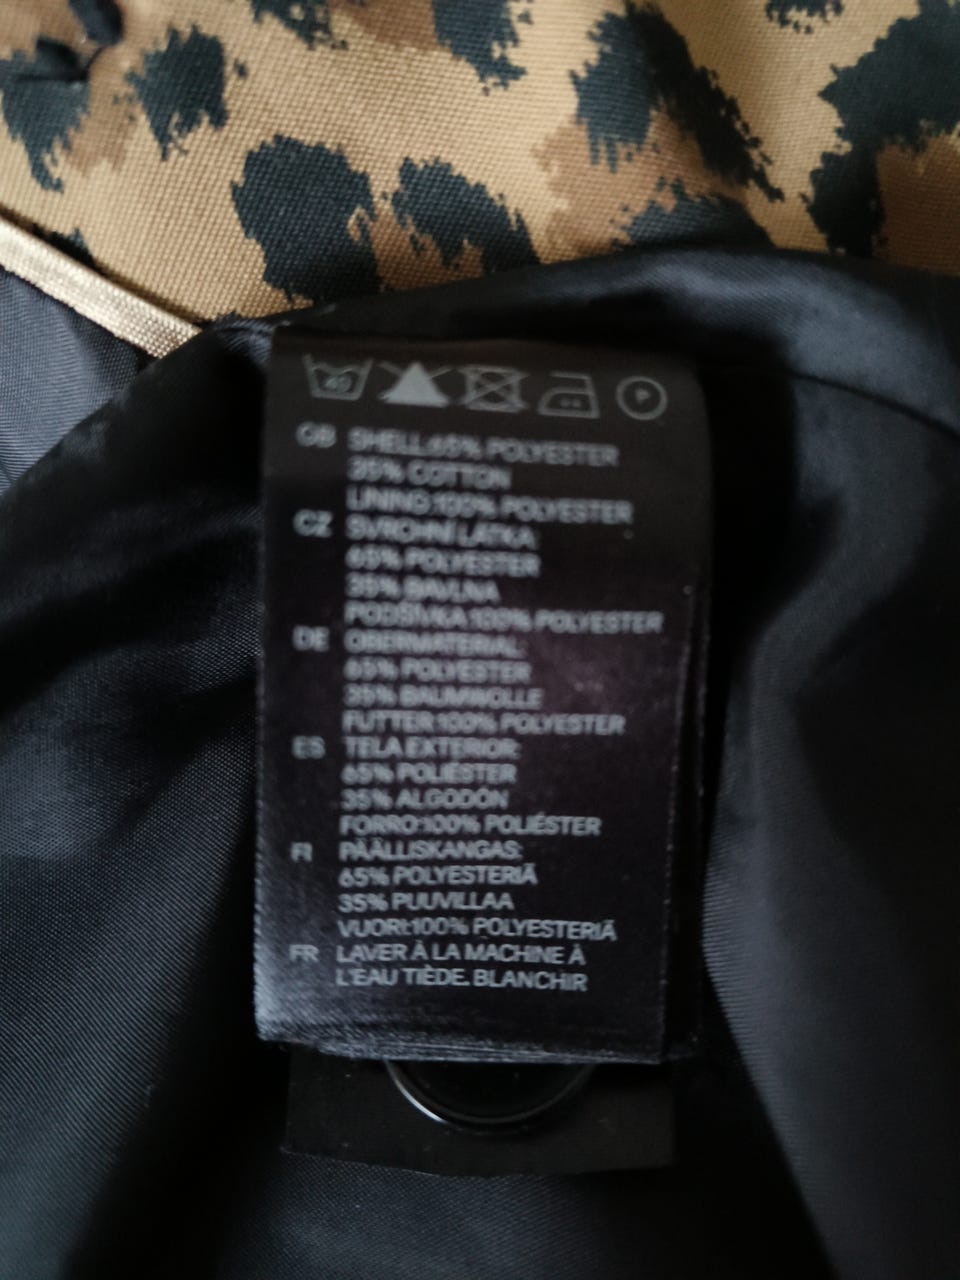 40
P
GB SHELL:65% POLYESTER
35% COTTON
LINING:100% POLYESTER
CZ SVRCHNÍ LÁTKA:
65% POLYESTER
35% BAVLNA
PODŠÍVKA:100% POLYESTER
DE OBERMATERIAL:
65% POLYESTER
35% BAUMWOLLE
FUTTER:100% POLYESTER
ES TELA EXTERIOR:
65% POLIÉSTER
35% ALGODÓN
FORRO:100% POLIÉSTER
FI PÄÄLLISKANGAS:
65% POLYESTERIÄ
35% PUUVILLAA
VUORI:100% POLYESTERIÄ
FR LAVER À LA MACHINE À
L'EAU TIÈDE. BLANCHIR